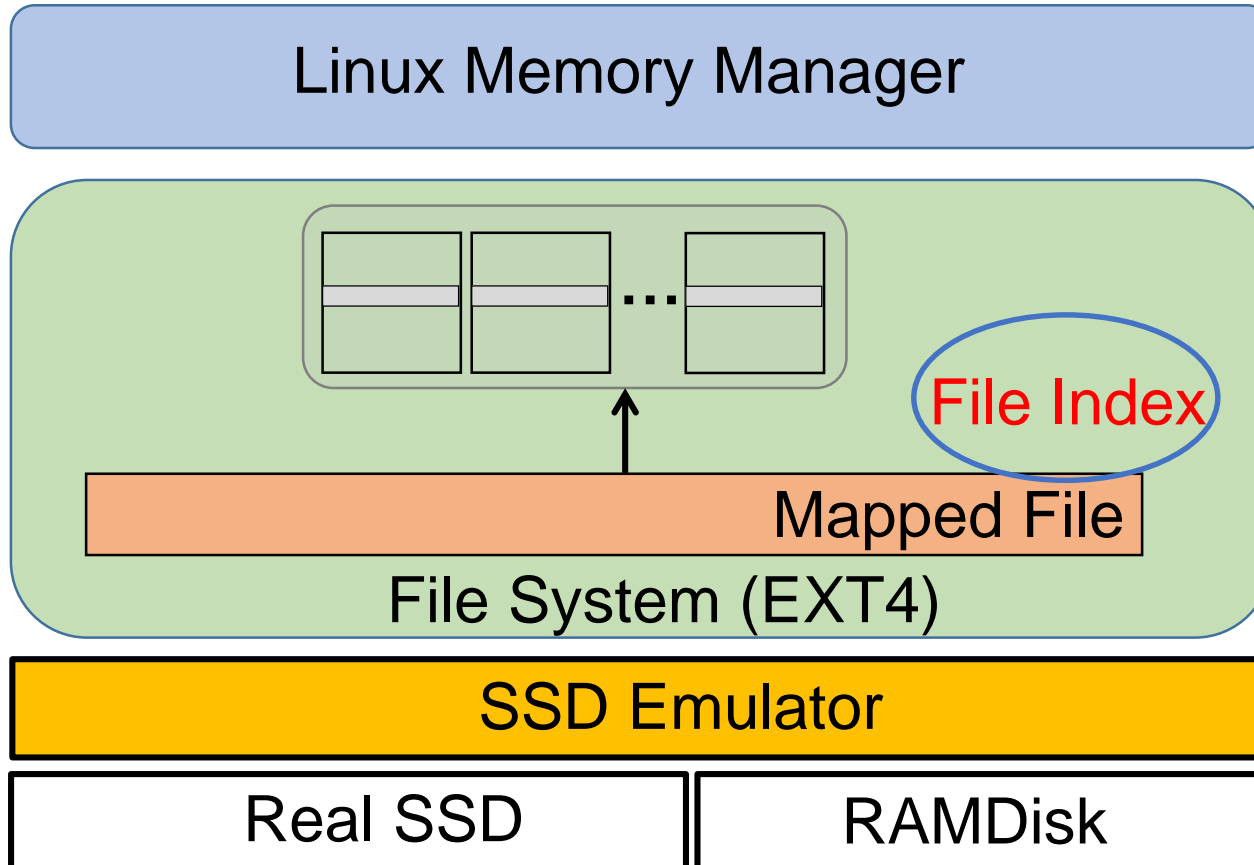 Linux Memory Manager
...
File Index
Mapped File
File System (EXT4)
SSD Emulator
Real SSD
RAMDisk